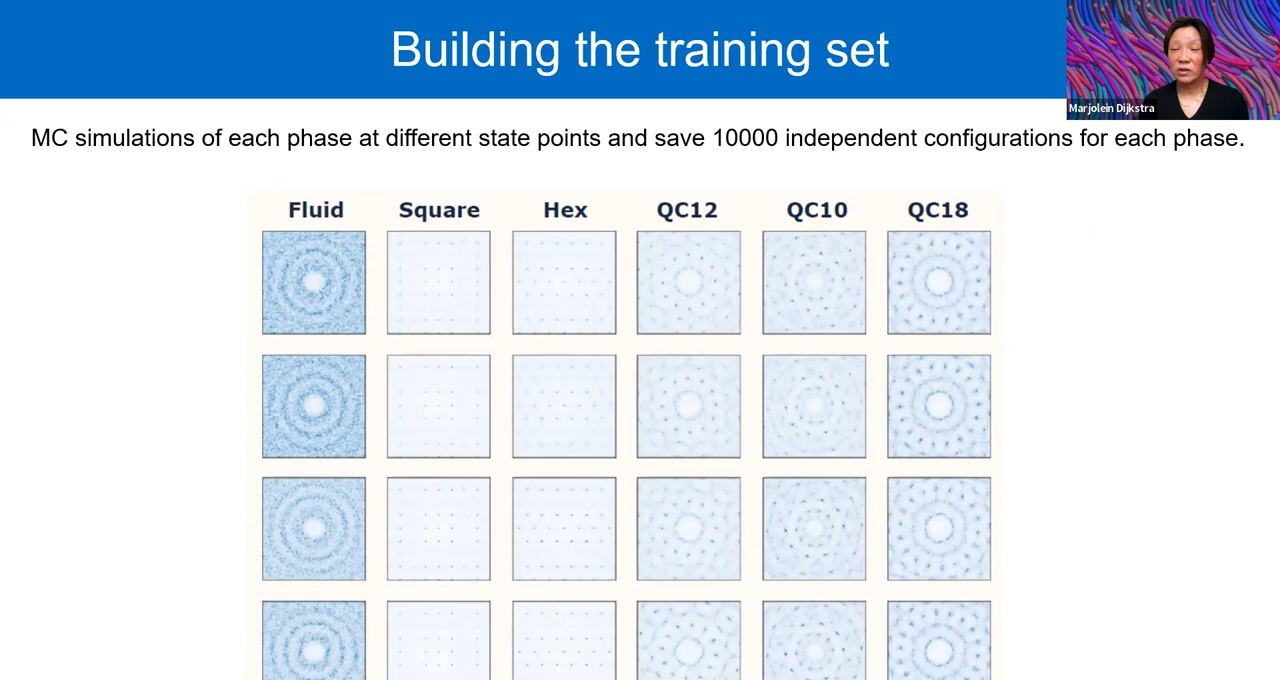 Building the training set
Marjolein Dijkstra
MC simulations of each phase at different state points and save 10000 independent configurations for each phase.
Fluid Square Hex QC12 QC10 QC18